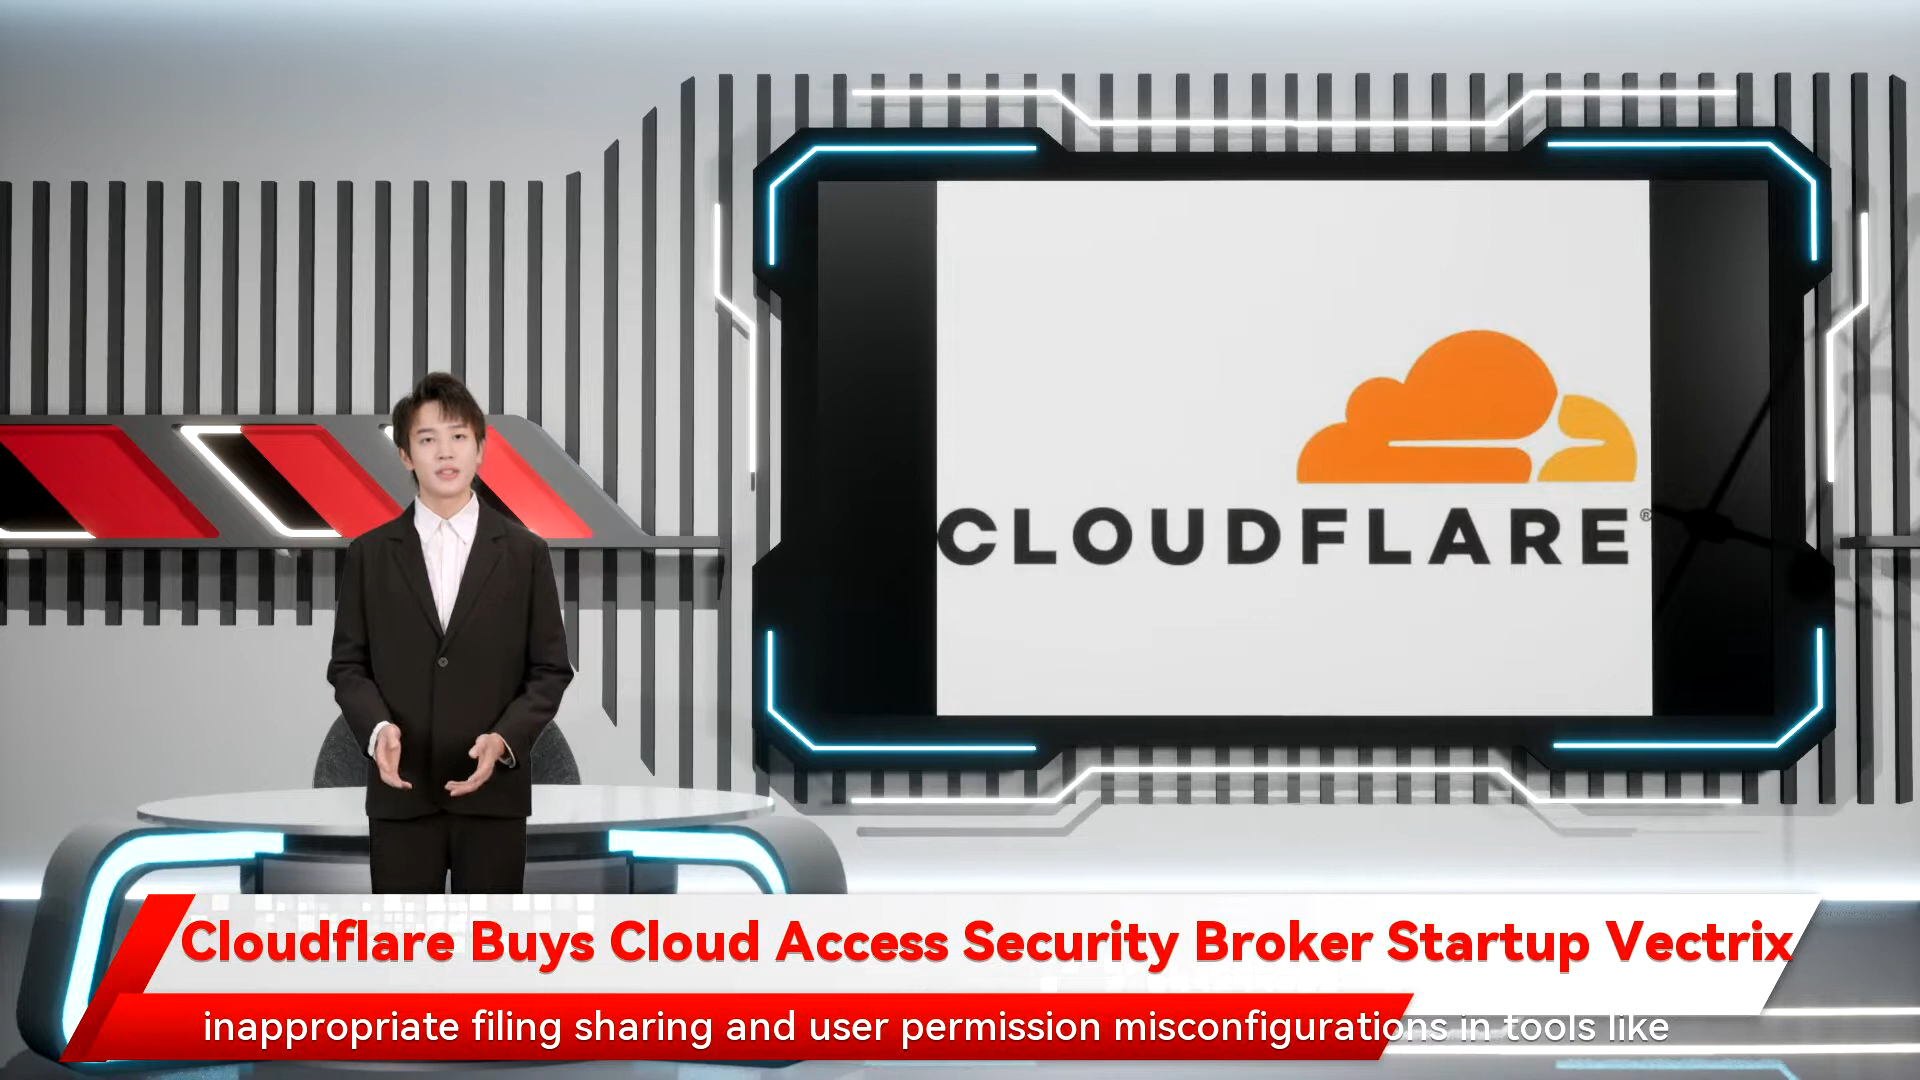 CLOUDFLARE®
Cloudflare Buys Cloud Access Security Broker Startup Vectrix
inappropriate filing sharing and user permission misconfigurations in tools like